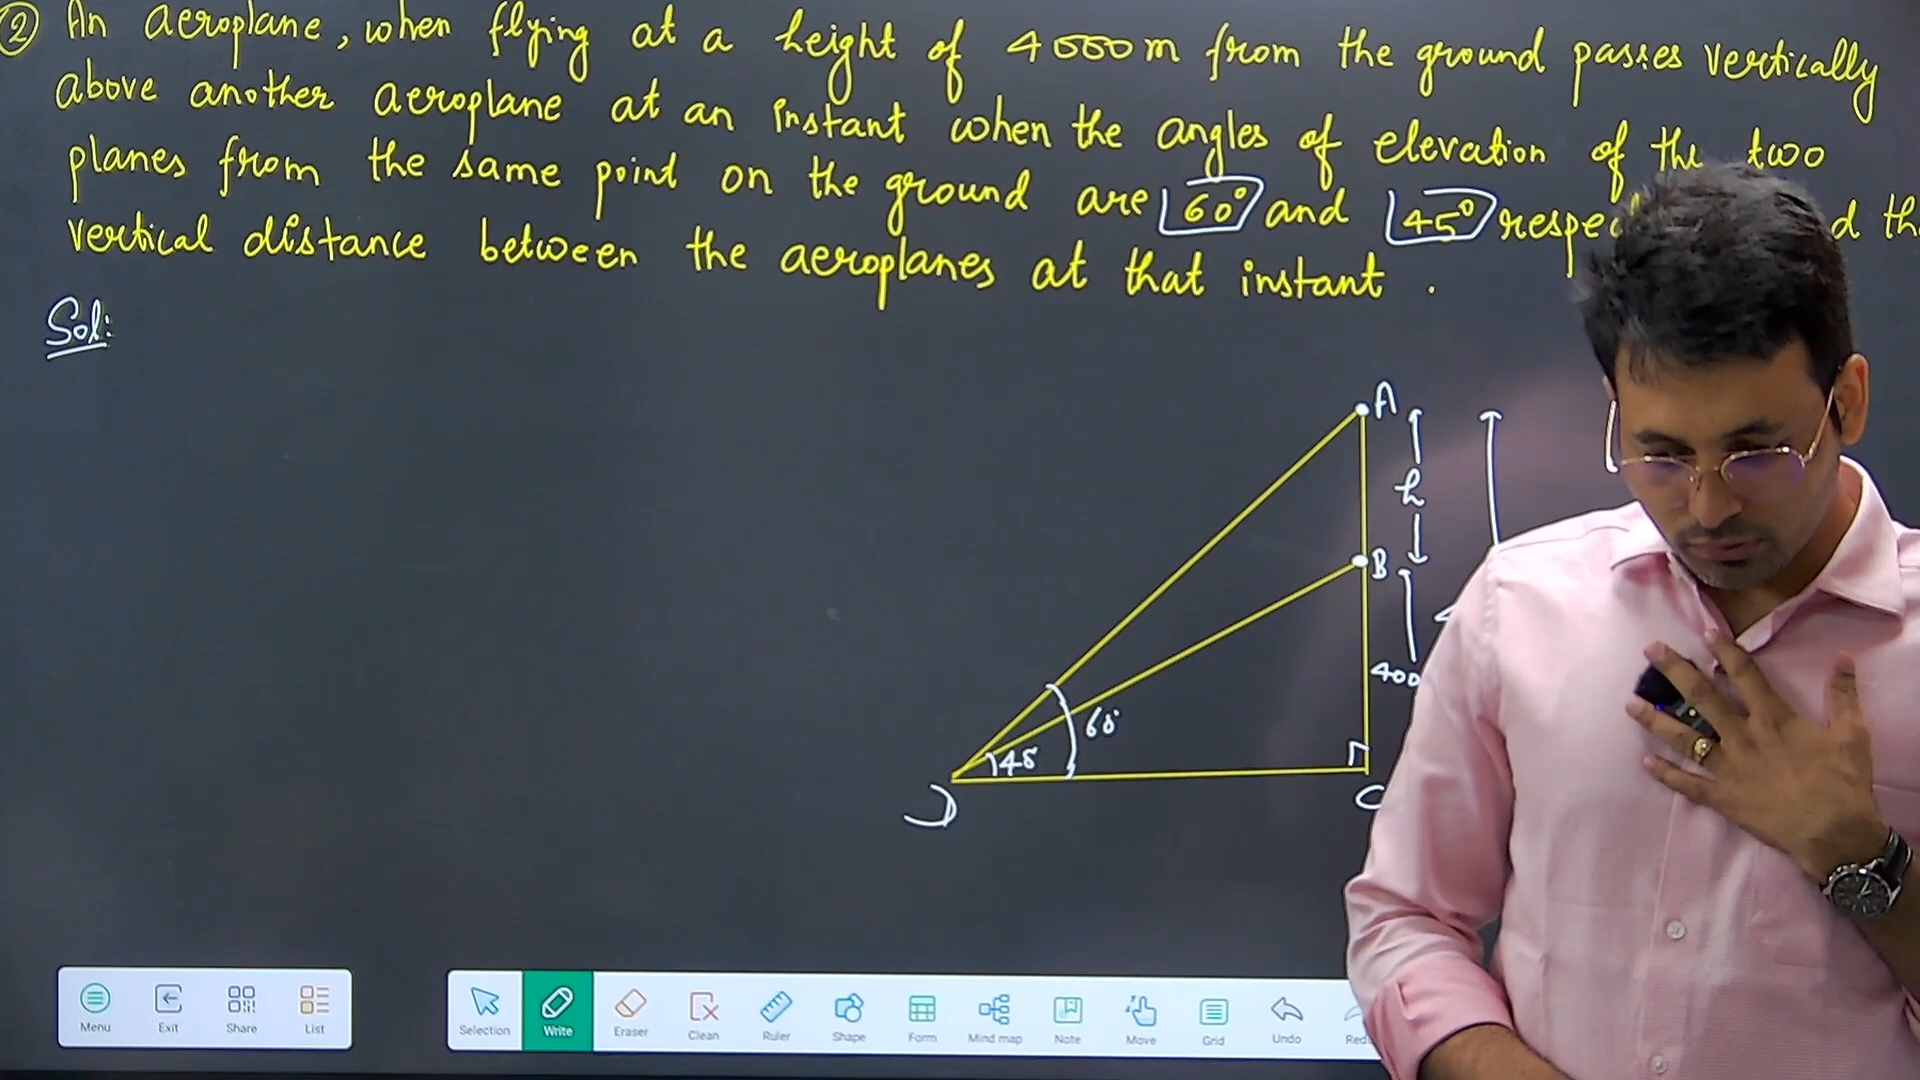 ② An aeroplane, when flying at a height of 4000m from the ground passes vertically
above another aeroplane at an instant when the angles of elevation of the two
planes from the same point on the ground are 60° and 45°
vertical distance between the aeroplanes at that instant .
Sol:
A
h
B
400
60°
45
D
C
Menu Exit Share List
Selection Write Eraser Clean Ruler Shape Form Mind map Note Move Grid Undo